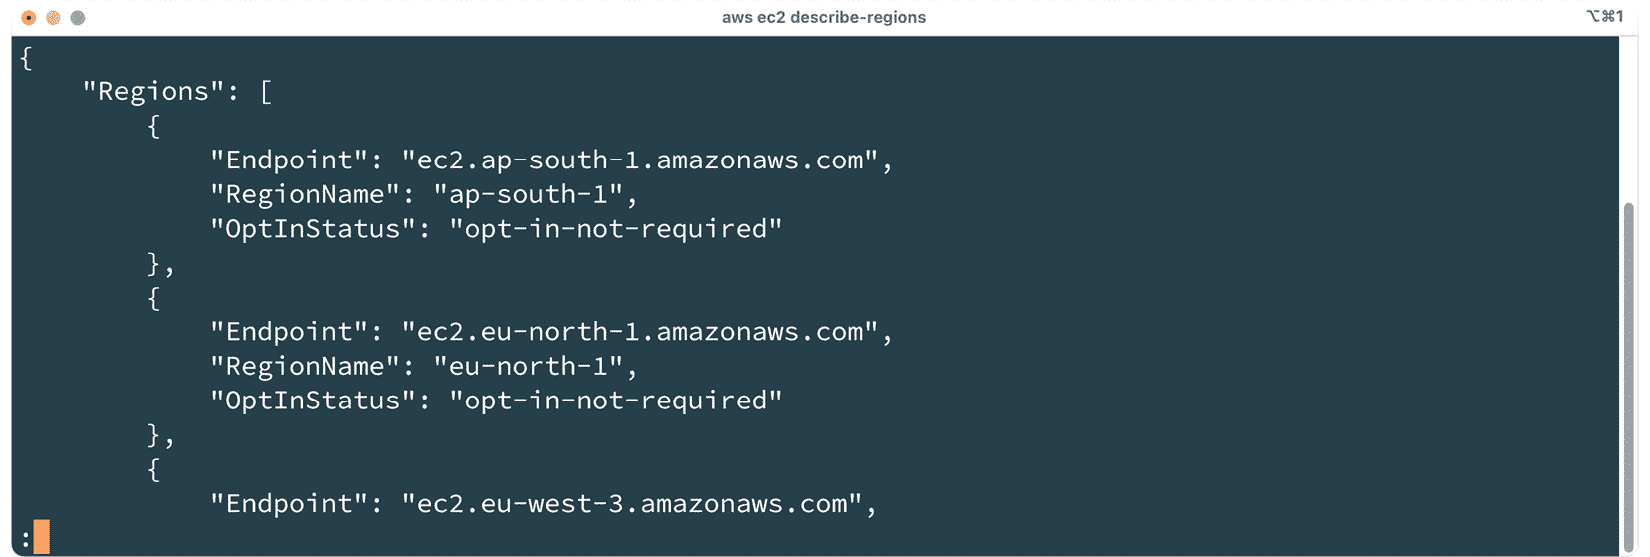 aws ec2 describe-regions
⌥⌘1
{
    "Regions": [
        {
            "Endpoint": "ec2.ap-south-1.amazonaws.com",
            "RegionName": "ap-south-1",
            "OptInStatus": "opt-in-not-required"
        },
        {
            "Endpoint": "ec2.eu-north-1.amazonaws.com",
            "RegionName": "eu-north-1",
            "OptInStatus": "opt-in-not-required"
        },
        {
            "Endpoint": "ec2.eu-west-3.amazonaws.com",
: